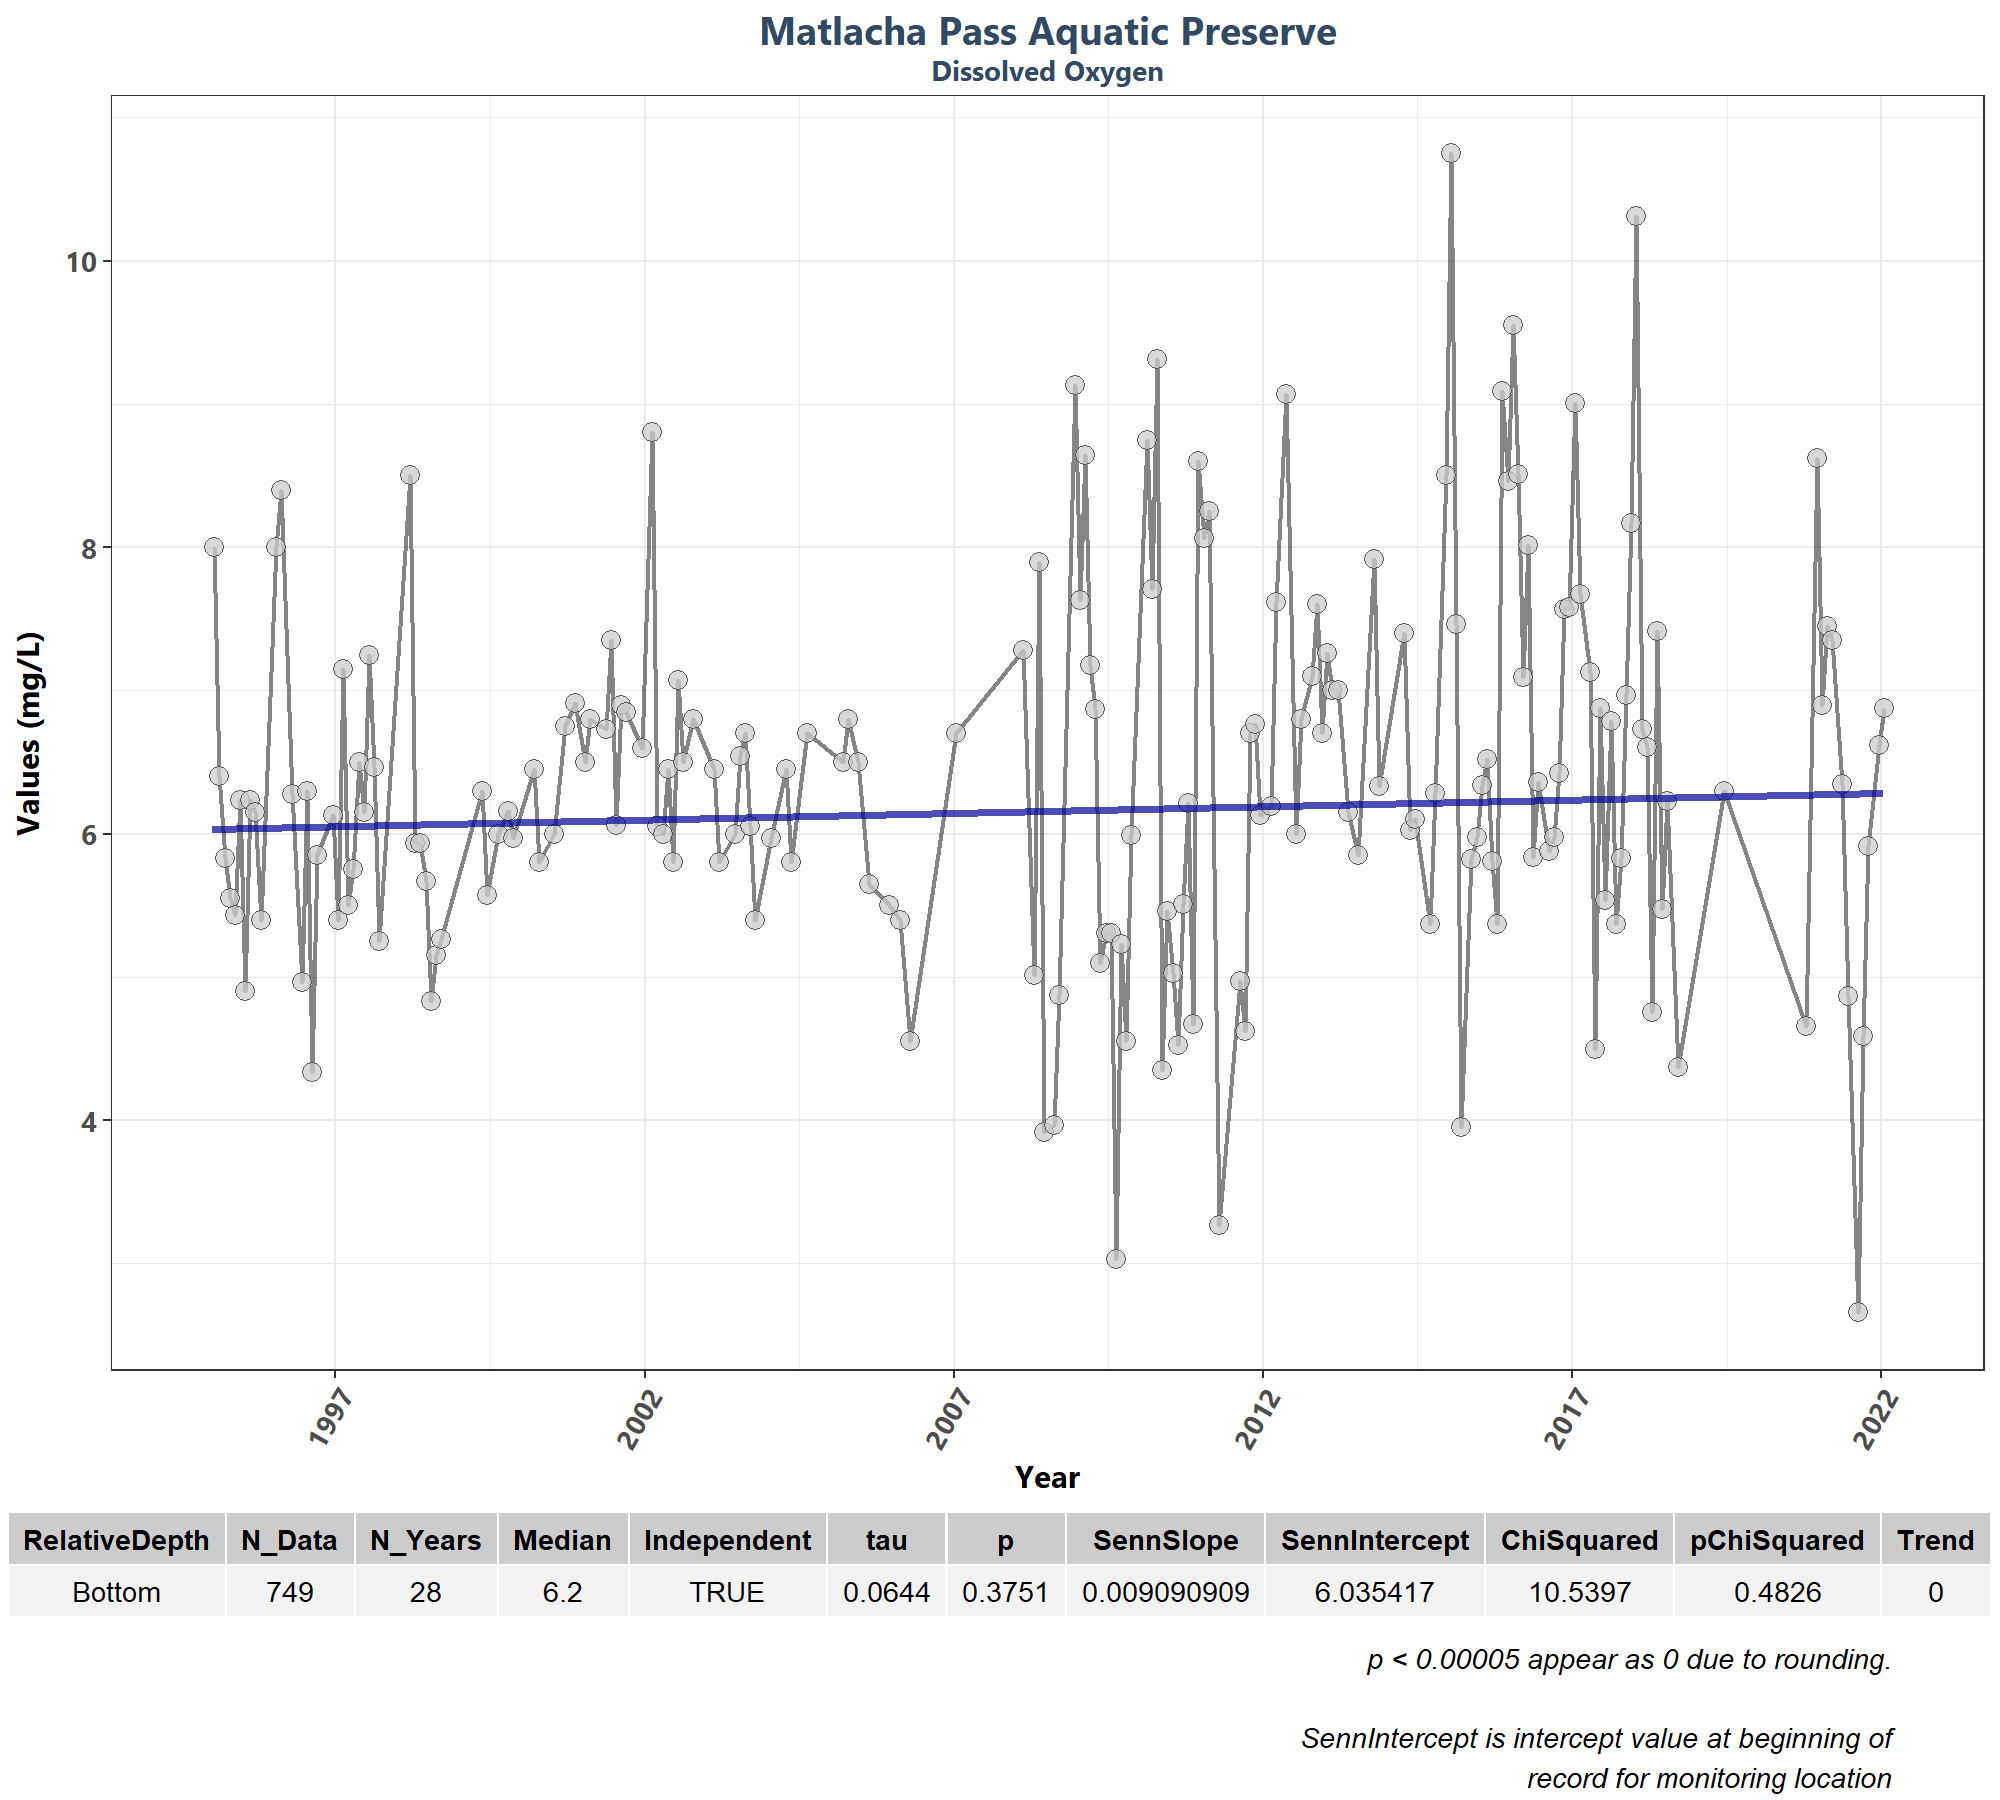 Matlacha Pass Aquatic Preserve
Dissolved Oxygen
Values (mg/L)
10
8
6
4
1997
2002
2007
2012
2017
2022
Year
RelativeDepth N_Data N_Years Median Independent tau p SennSlope SennIntercept ChiSquared pChiSquared Trend
Bottom 749 28 6.2 TRUE 0.0644 0.3751 0.009090909 6.035417 10.5397 0.4826 0
p < 0.00005 appear as 0 due to rounding.
SennIntercept is intercept value at beginning of
record for monitoring location